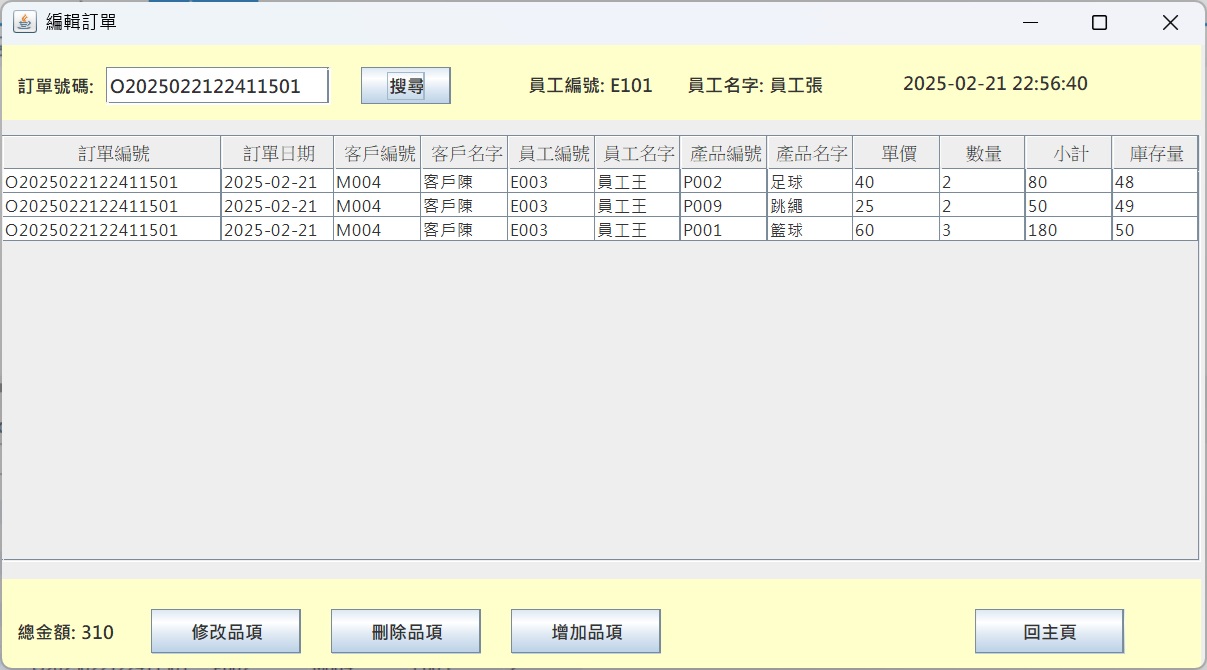 編輯訂單
訂單號碼: O2025022122411501 搜尋 員工編號: E101 員工名字: 員工張 2025-02-21 22:56:40
訂單編號 訂單日期 客戶編號 客戶名字 員工編號 員工名字 產品編號 產品名字 單價 數量 小計 庫存量
O2025022122411501 2025-02-21 M004 客戶陳 E003 員工王 P002 足球 40 2 80 48
O2025022122411501 2025-02-21 M004 客戶陳 E003 員工王 P009 跳繩 25 2 50 49
O2025022122411501 2025-02-21 M004 客戶陳 E003 員工王 P001 籃球 60 3 180 50
總金額: 310 修改品項 刪除品項 增加品項 回主頁